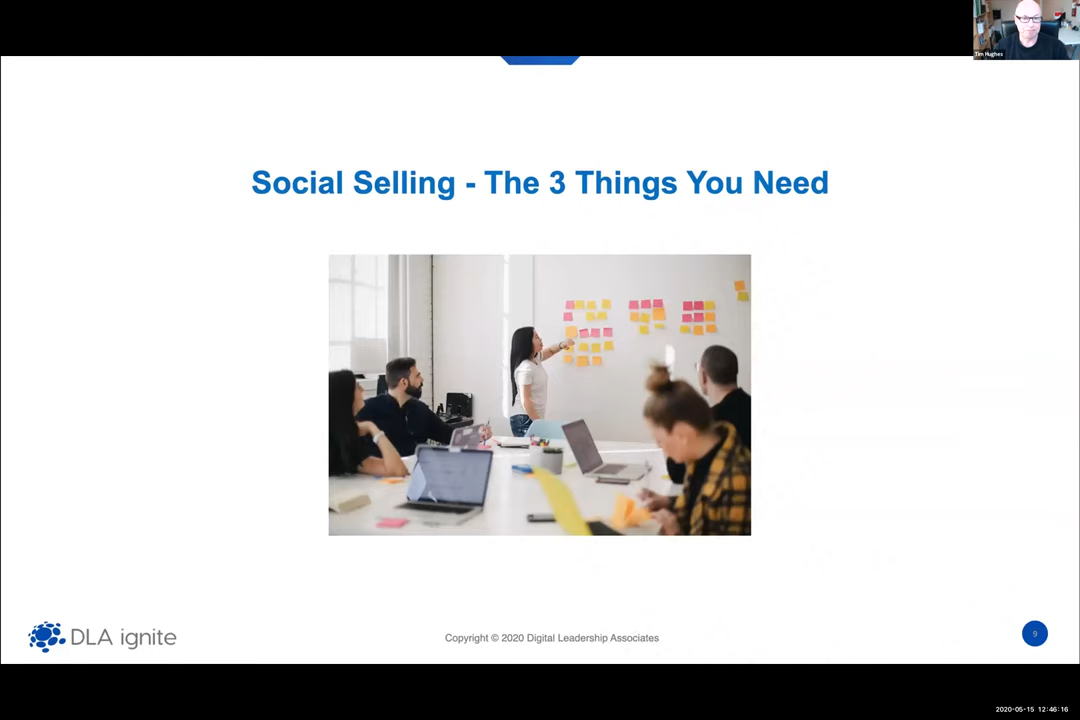 Tim Hughes
Social Selling - The 3 Things You Need
DLA ignite
Copyright © 2020 Digital Leadership Associates
9
2020-05-15 12:46:16